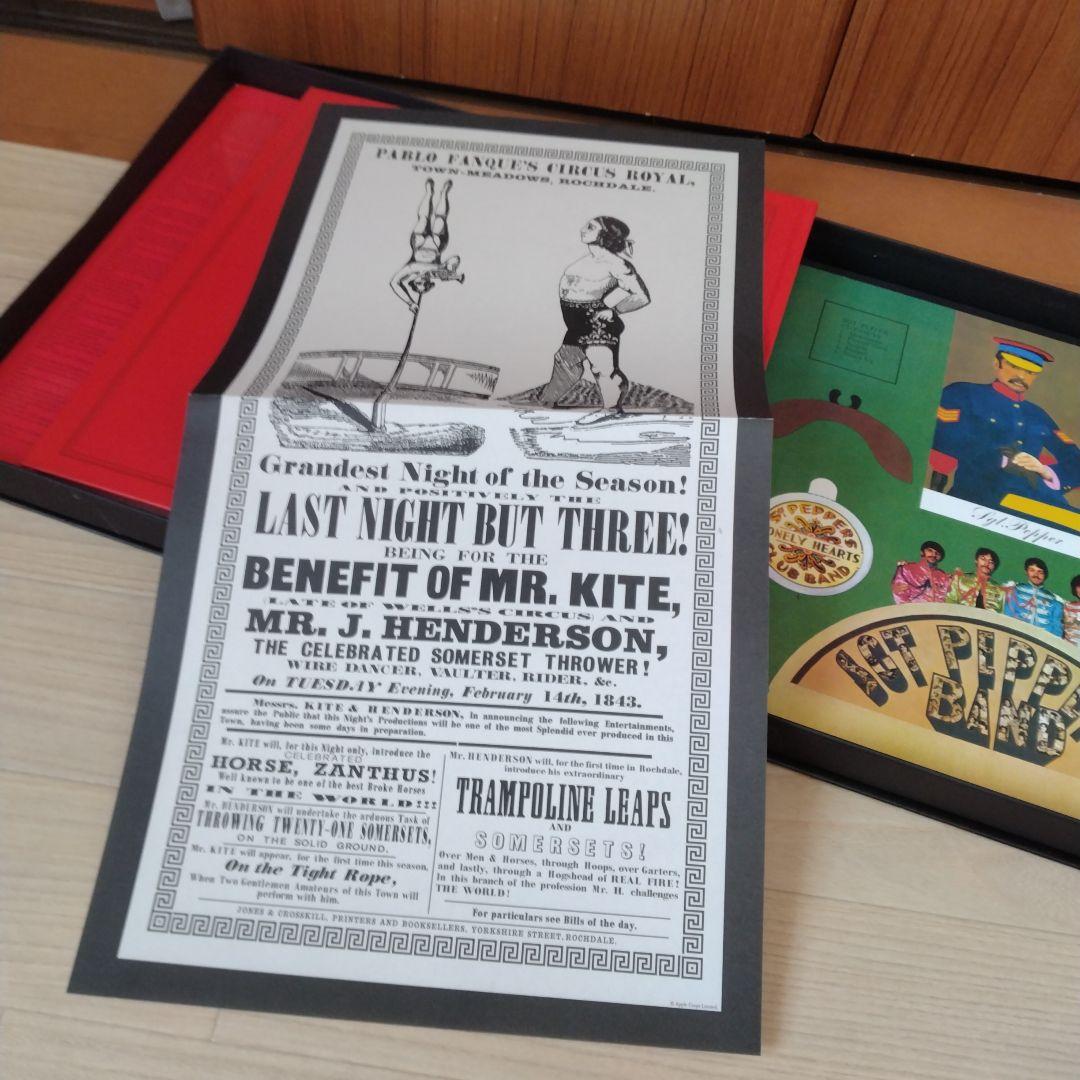 PABLO FANQUE'S CIRCUS ROYAL,
TOWN-MEADOWS, ROCHDALE.
Grandest Night of the Season!
AND POSITIVELY THE
LAST NIGHT BUT THREE!
BEING FOR THE
BENEFIT OF MR. KITE,
(LATE OF WELLS'S CIRCUS) AND
MR. J. HENDERSON,
THE CELEBRATED SOMERSET THROWER!
WIRE DANCER, VAULTER, RIDER, &c.
On TUESDAY Evening, February 14th, 1843.
Messrs. KITE & HENDERSON, in announcing the following Entertainments,
assure the Public that this Night's Productions will be one of the most Splendid ever produced in this
Town, having been some days in preparation.
Mr. KITE will, for this Night only, introduce the
CELEBRATED
HORSE, ZANTHUS!
Well known to be one of the best Broke Horses
IN THE WORLD!!!
Mr. HENDERSON will undertake the arduous Task of
THROWING TWENTY-ONE SOMERSETS,
ON THE SOLID GROUND.
Mr. KITE will appear, for the first time this season,
On the Tight Rope,
When Two Gentlemen Amateurs of this Town will
perform with him.
Mr. HENDERSON will, for the first time in Rochdale,
introduce his extraordinary
TRAMPOLINE LEAPS
AND
SOMERSETS!
Over Men & Horses, through Hoops, over Garters,
and lastly, through a Hogshead of REAL FIRE!
In this branch of the profession Mr. H. challenges
THE WORLD!
For particulars see Bills of the day.
JONES & CROSSKILL, PRINTERS AND BOOKSELLERS, YORKSHIRE STREET, ROCHDALE.
© Apple Corps Limited.
SGT PEPPER
Sgt. Pepper
SGT PEPPERS
LONELY HEARTS
CLUB BAND
SGT PEPPER
BAND